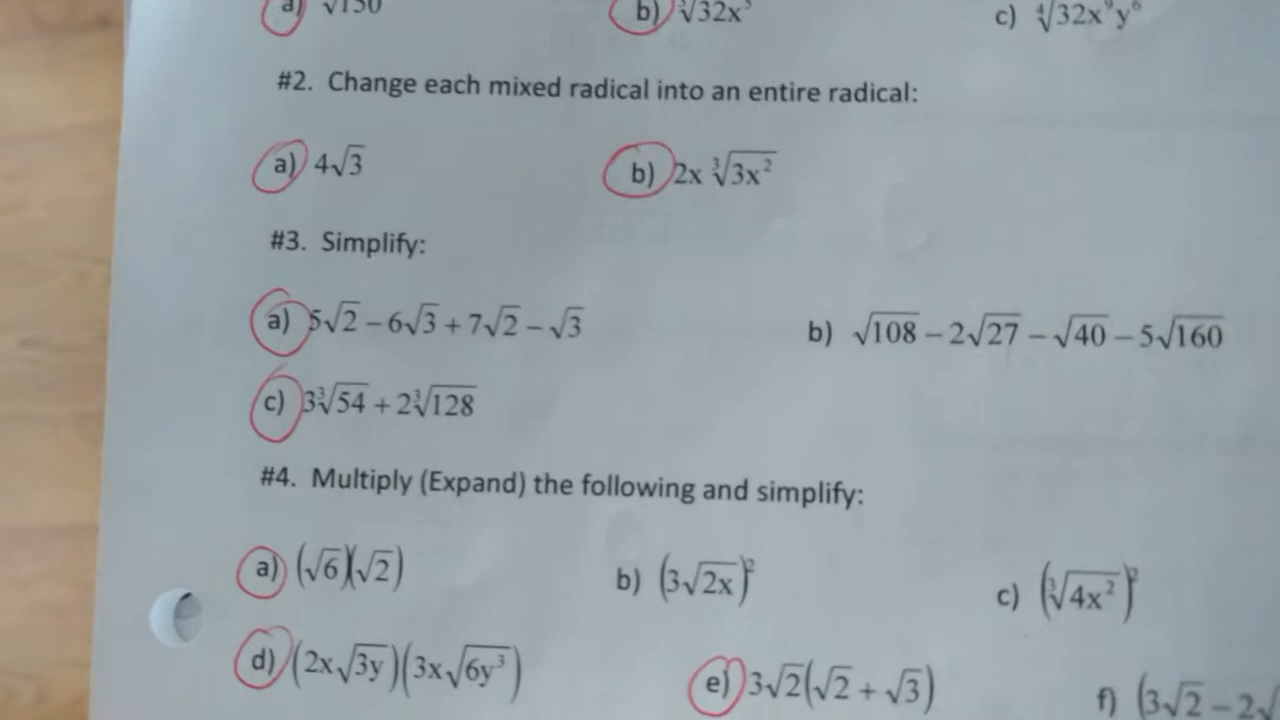 a) √150 b) ∛32x⁵ c) ∜32x⁹y⁶
#2. Change each mixed radical into an entire radical:
a) 4√3 b) 2x ∛(3x²)
#3. Simplify:
a) 5√2 – 6√3 + 7√2 – √3 b) √108 – 2√27 – √40 – 5√160
c) 3∛54 + 2∛128
#4. Multiply (Expand) the following and simplify:
a) (√6)(√2) b) (3√2x)² c) (∛4x²)²
d) (2x√3y)(3x√6y³) e) 3√2(√2 + √3) f) (3√2 – 2√